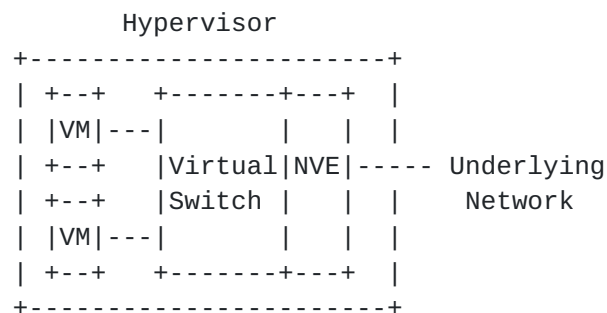 Hypervisor
+-----------------------+
| +--+   +-------+---+  |
| |VM|---|       |   |  |
| +--+   |Virtual|NVE|----- Underlying
| +--+   |Switch |   |  |    Network
| |VM|---|       |   |  |
| +--+   +-------+---+  |
+-----------------------+